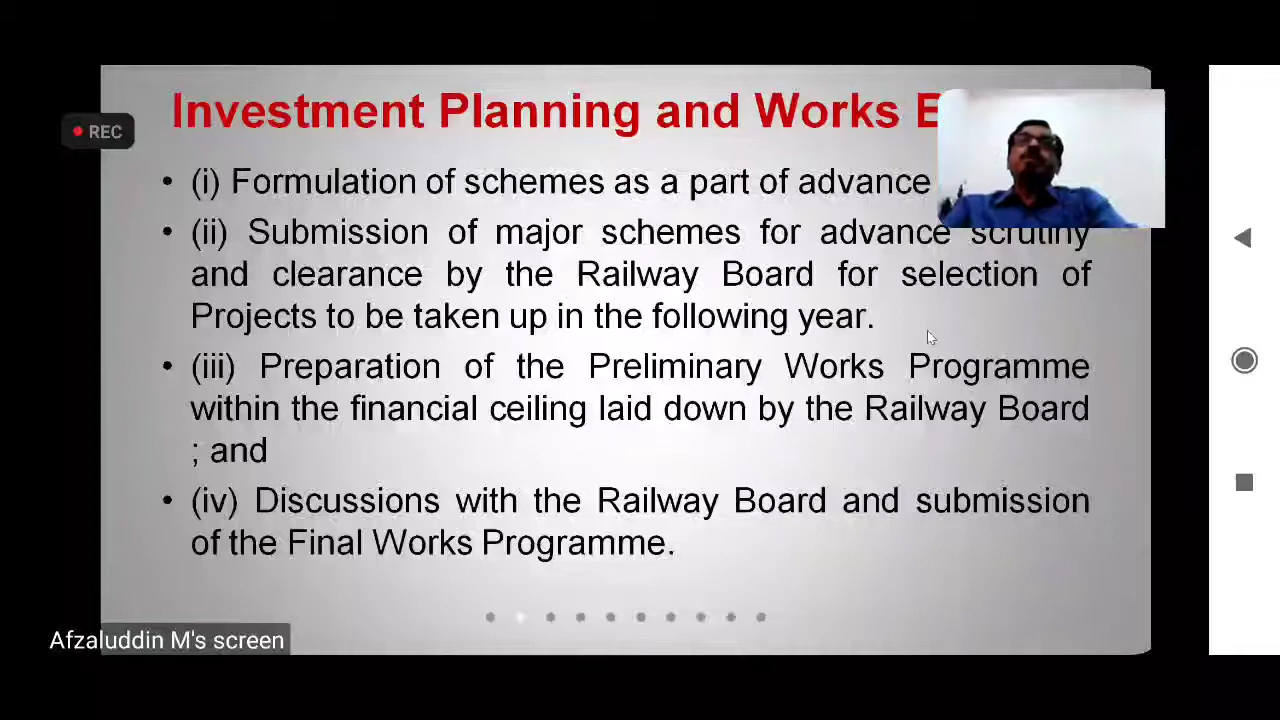 Investment Planning and Works
REC
• (i) Formulation of schemes as a part of advance
• (ii) Submission of major schemes for advance scrutiny
and clearance by the Railway Board for selection of
Projects to be taken up in the following year.
• (iii) Preparation of the Preliminary Works Programme
within the financial ceiling laid down by the Railway Board
; and
• (iv) Discussions with the Railway Board and submission
of the Final Works Programme.
Afzaluddin M's screen